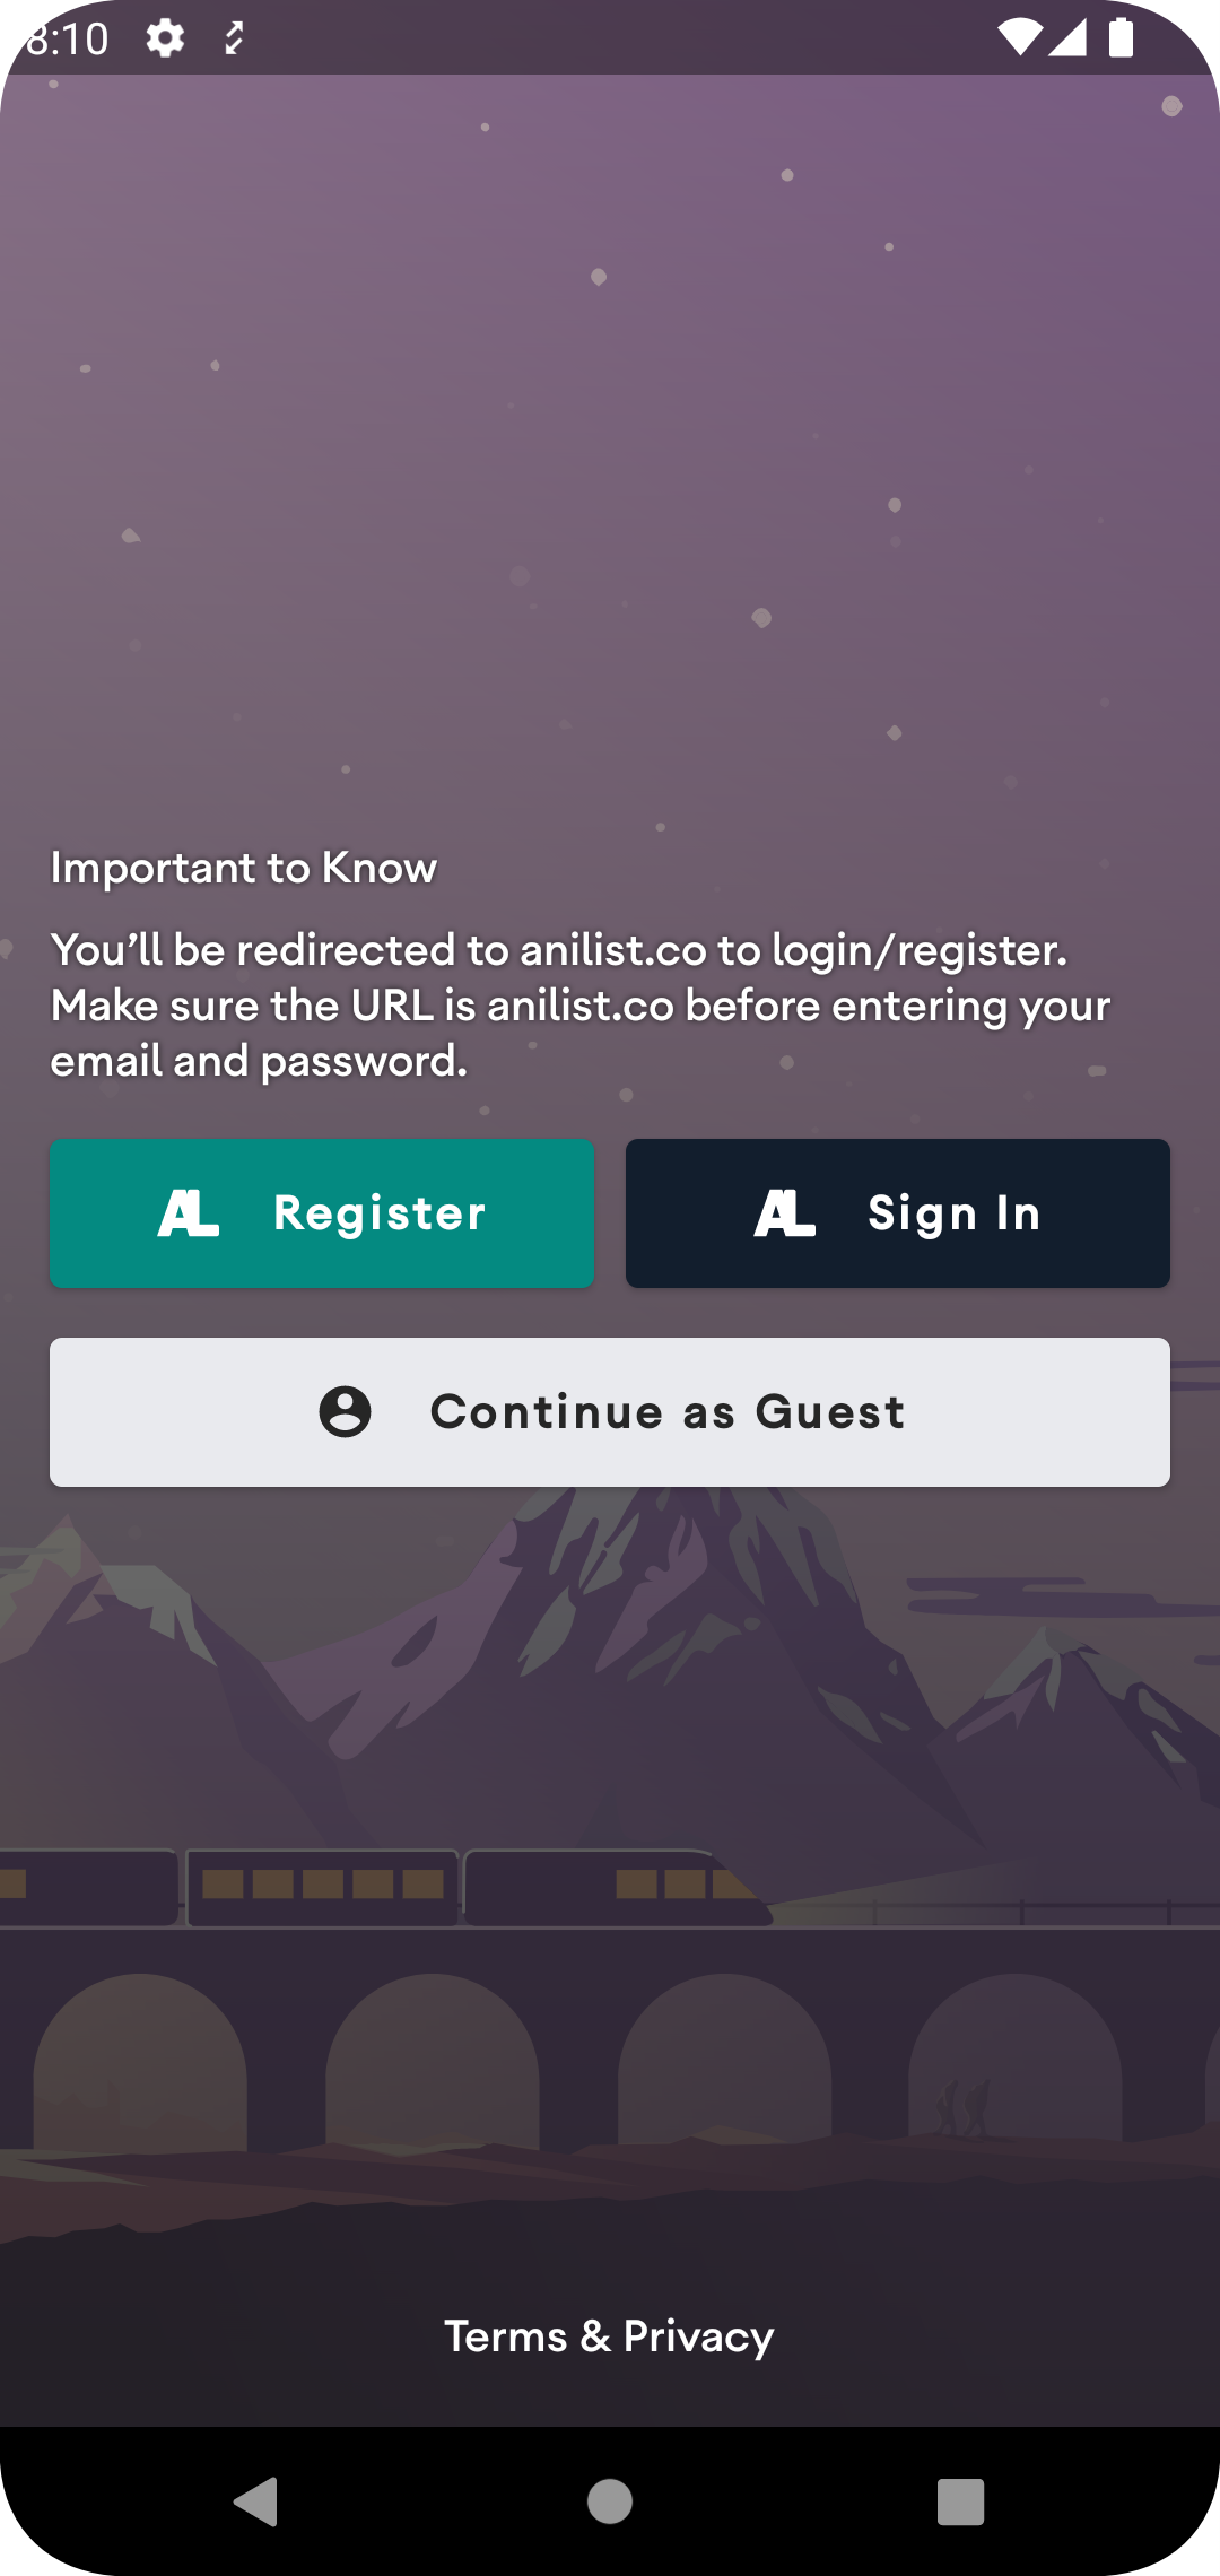 8:10
Important to Know
You’ll be redirected to anilist.co to login/register.
Make sure the URL is anilist.co before entering your
email and password.
AL Register
AL Sign In
Continue as Guest
Terms & Privacy